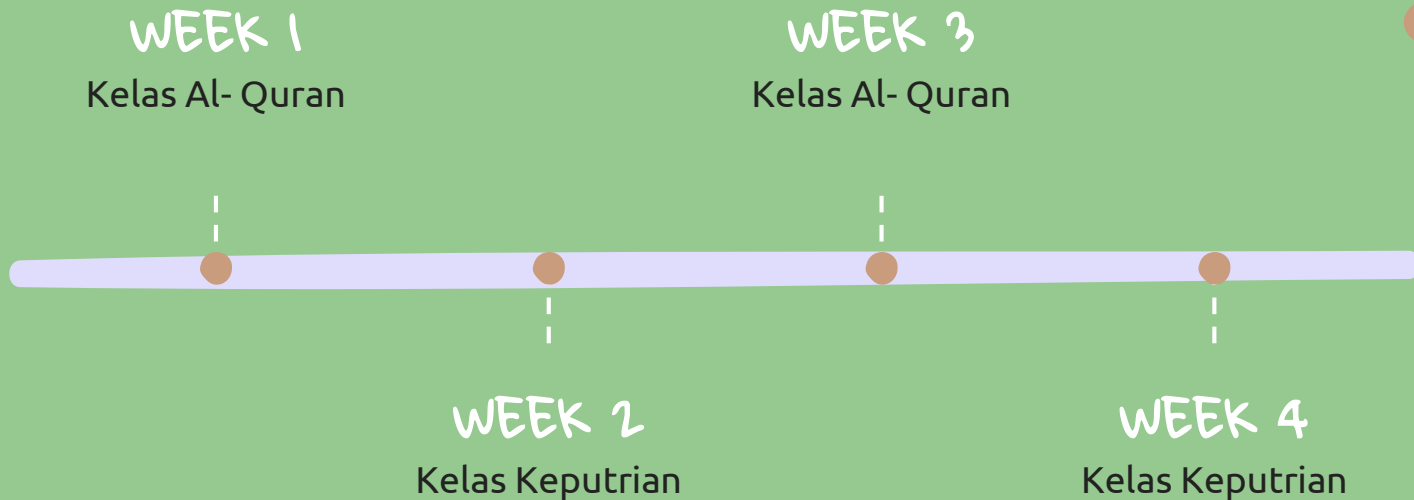 WEEK 1
Kelas Al- Quran
WEEK 2
Kelas Keputrian
WEEK 3
Kelas Al- Quran
WEEK 4
Kelas Keputrian